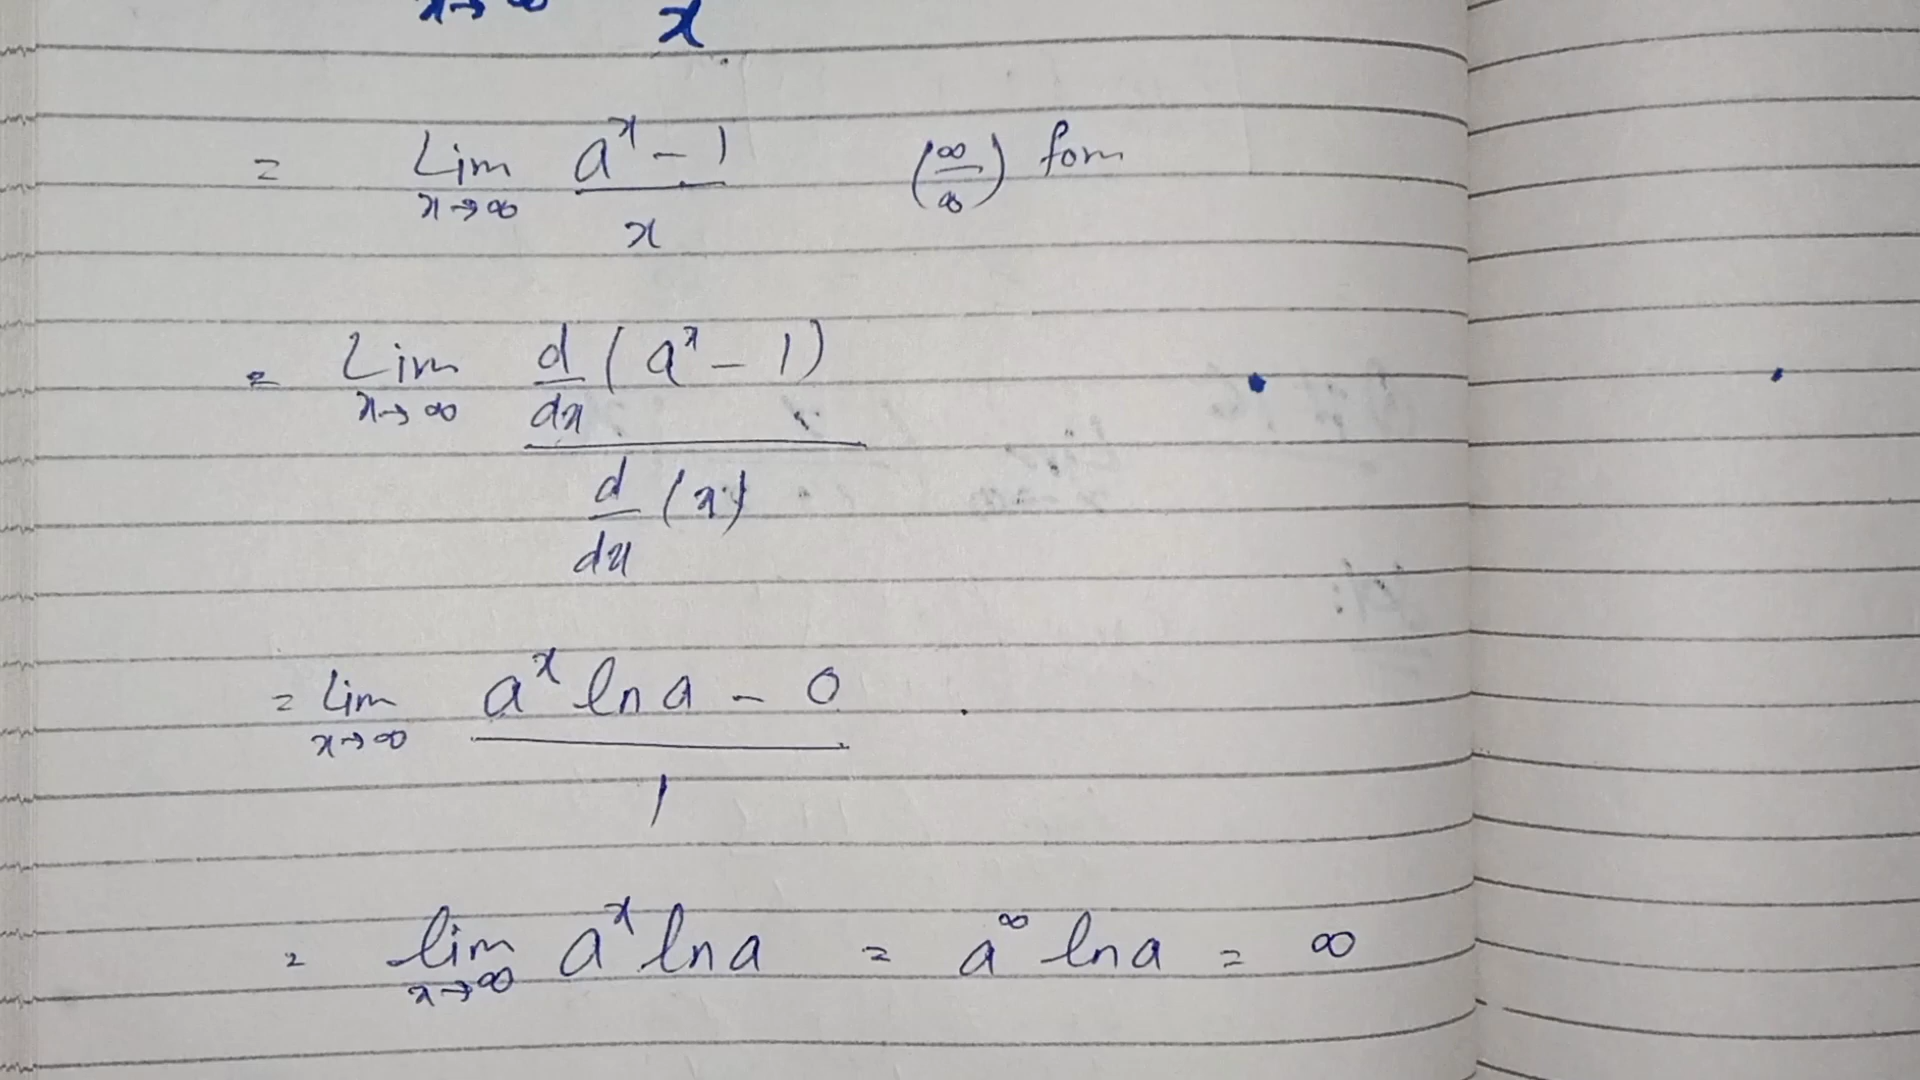 x→∞ x
= Lim x→∞ (a^x - 1)/x (∞/∞) form
= Lim x→∞ d/dx (a^x - 1)
d/dx (x)
= lim x→∞ (a^x ln a - 0)/1
= lim x→∞ a^x ln a = a^∞ ln a = ∞